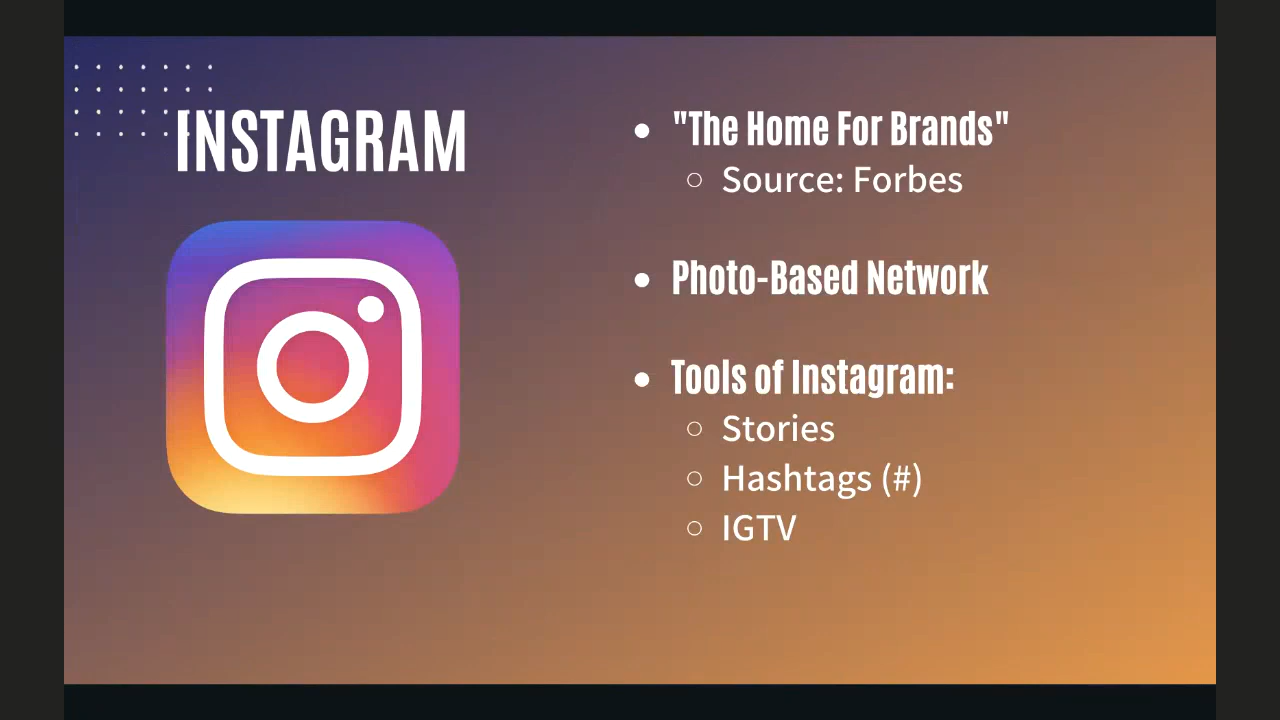 INSTAGRAM
"The Home For Brands"
Source: Forbes
Photo-Based Network
Tools of Instagram:
Stories
Hashtags (#)
IGTV